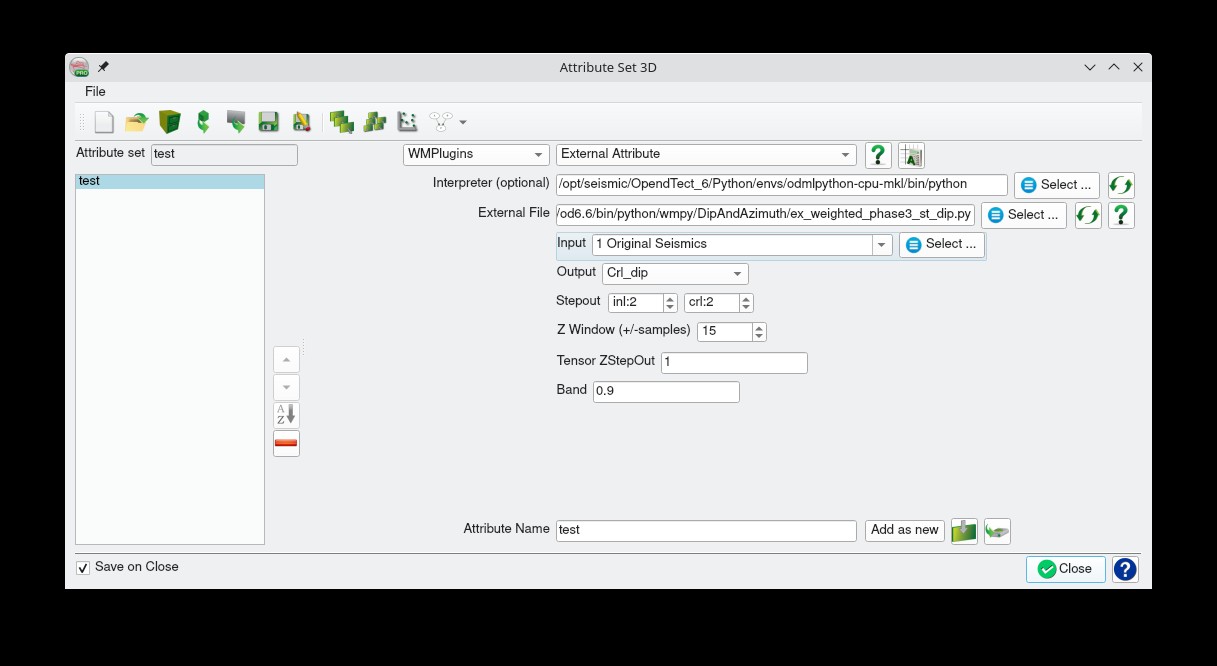 Attribute Set 3D
File
Attribute set test WMPlugins External Attribute
test
Interpreter (optional) /opt/seismic/OpendTect_6/Python/envs/odmlpython-cpu-mkl/bin/python Select ...
External File /od6.6/bin/python/wmpy/DipAndAzimuth/ex_weighted_phase3_st_dip.py Select ...
Input 1 Original Seismics Select ...
Output Crl_dip
Stepout inl:2 crl:2
Z Window (+/-samples) 15
Tensor ZStepOut 1
Band 0.9
Attribute Name test Add as new
Save on Close Close